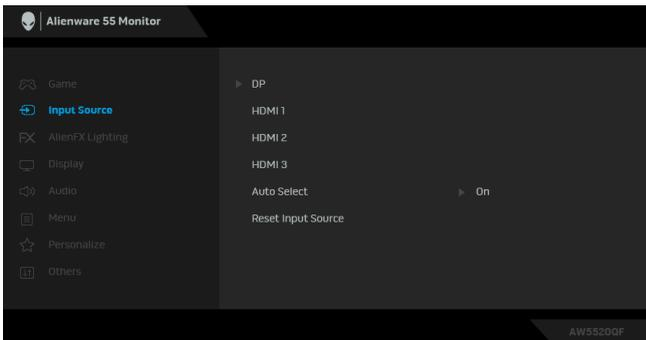 Alienware 55 Monitor
Game
DP
Input Source
HDMI 1
FX AlienFX Lighting
HDMI 2
Display
HDMI 3
Audio
Auto Select On
Menu
Reset Input Source
Personalize
Others
AW5520QF